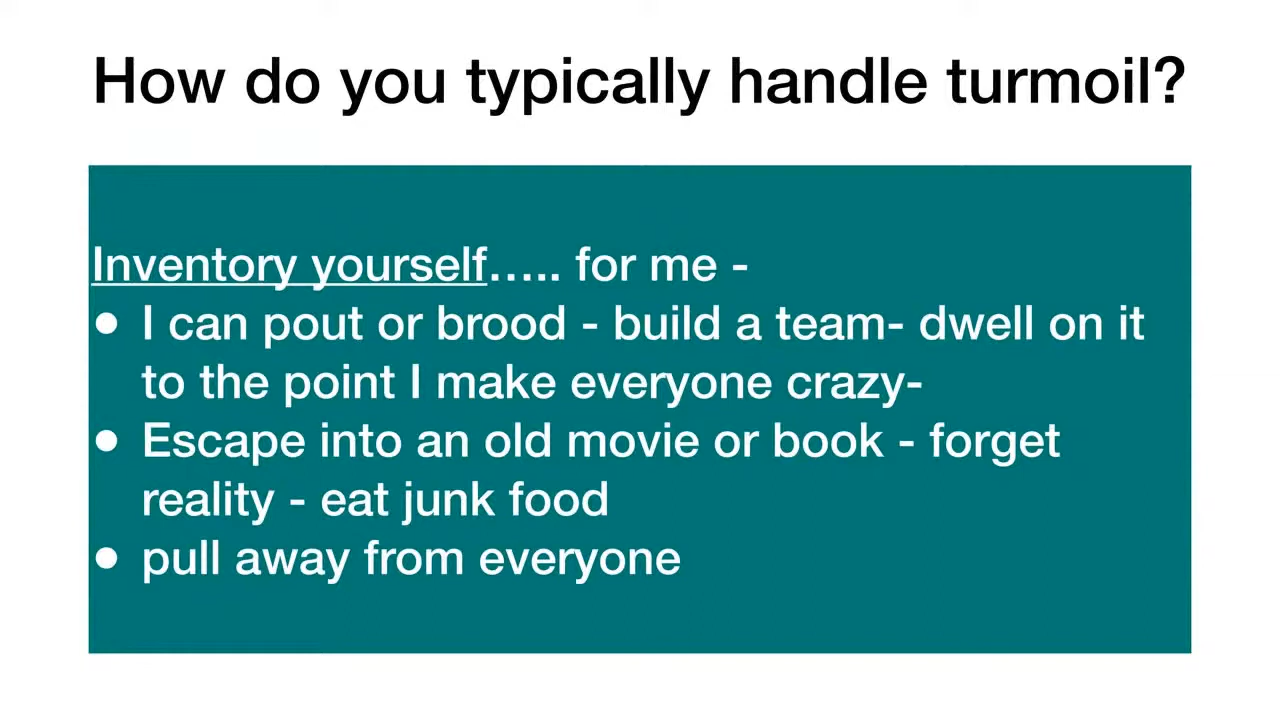 How do you typically handle turmoil?
Inventory yourself….. for me -
● I can pout or brood - build a team- dwell on it
to the point I make everyone crazy-
● Escape into an old movie or book - forget
reality - eat junk food
● pull away from everyone